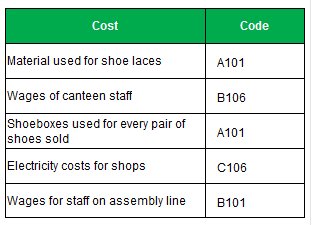 Cost Code
Material used for shoe laces A101
Wages of canteen staff B106
Shoeboxes used for every pair of
shoes sold A101
Electricity costs for shops C106
Wages for staff on assembly line B101